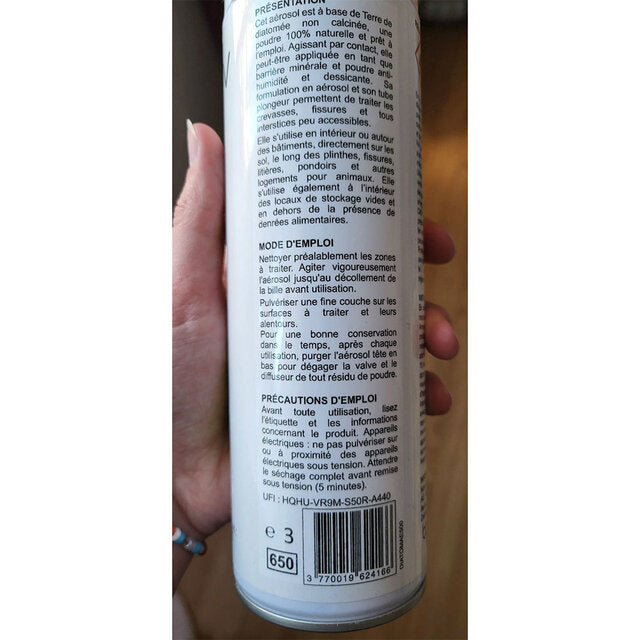 PRÉSENTATION
Cet aérosol est à base de Terre de
diatomée non calcinée, une
poudre 100% naturelle et prêt à
l'emploi. Agissant par contact, elle
peut-être appliquée en tant que
barrière minérale et poudre anti-
humidité et dessicante. Sa
formulation en aérosol et son tube
plongeur permettent de traiter les
crevasses, fissures et tous
interstices peu accessibles.
Elle s'utilise en intérieur ou autour
des bâtiments, directement sur les
sol, le long des plinthes, fissures,
litières, pondoirs et autres
logements pour animaux. Elle
s'utilise également à l'intérieur
des locaux de stockage vides et
en dehors de la présence de
denrées alimentaires.
MODE D'EMPLOI
Nettoyer préalablement les zones
à traiter. Agiter vigoureusement
l'aérosol jusqu'au décollement de
la bille avant utilisation.
Pulvériser une fine couche sur les
surfaces à traiter et leurs
alentours.
Pour une bonne conservation
dans le temps, après chaque
utilisation, purger l'aérosol tête en
bas pour dégager la valve et le
diffuseur de tout résidu de poudre.
PRÉCAUTIONS D'EMPLOI
Avant toute utilisation, lisez
l'étiquette et les informations
concernant le produit. Appareils
électriques : ne pas pulvériser sur
ou à proximité des appareils
électriques sous tension. Attendre
le séchage complet avant remise
sous tension (5 minutes).
UFI : HQHU-VR9M-S50R-A440
e 3
650
3 770019 624166